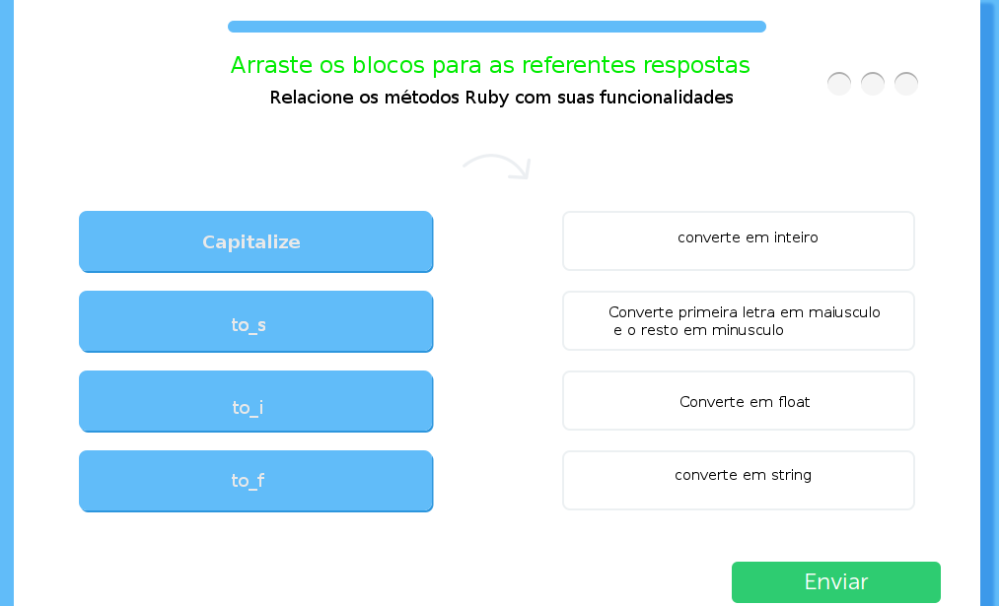 Arraste os blocos para as referentes respostas
Relacione os métodos Ruby com suas funcionalidades
Capitalize
converte em inteiro
to_s
Converte primeira letra em maiusculo
e o resto em minusculo
to_i
Converte em float
to_f
converte em string
Enviar